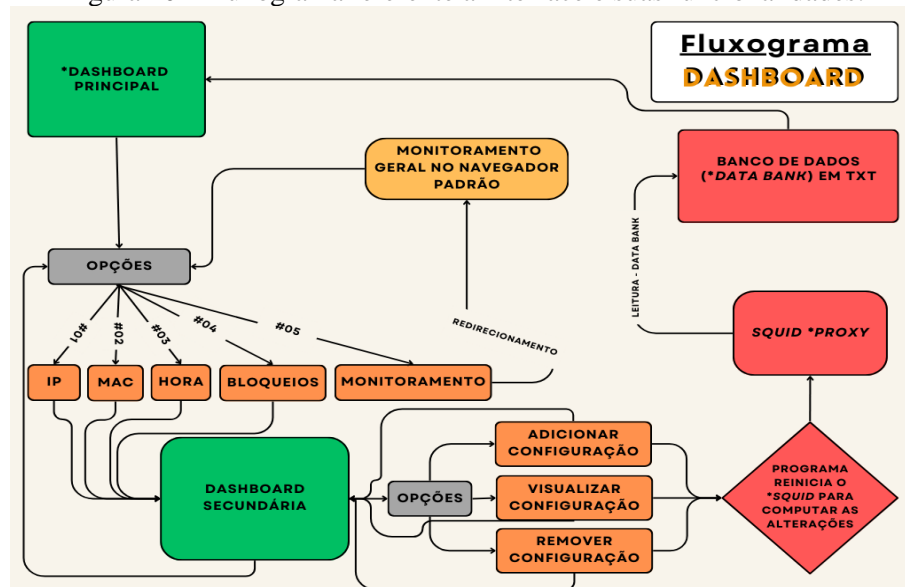 Fluxograma
DASHBOARD
*DASHBOARD
PRINCIPAL
MONITORAMENTO
GERAL NO NAVEGADOR
PADRÃO
BANCO DE DADOS
(*DATA BANK) EM TXT
OPÇÕES
LEITURA - DATA BANK
#01
#02
#03
#04
#05
REDIRECIONAMENTO
SQUID *PROXY
IP
MAC
HORA
BLOQUEIOS
MONITORAMENTO
DASHBOARD
SECUNDÁRIA
OPÇÕES
ADICIONAR
CONFIGURAÇÃO
VISUALIZAR
CONFIGURAÇÃO
REMOVER
CONFIGURAÇÃO
PROGRAMA
REINICIA O
*SQUID PARA
COMPUTAR AS
ALTERAÇÕES